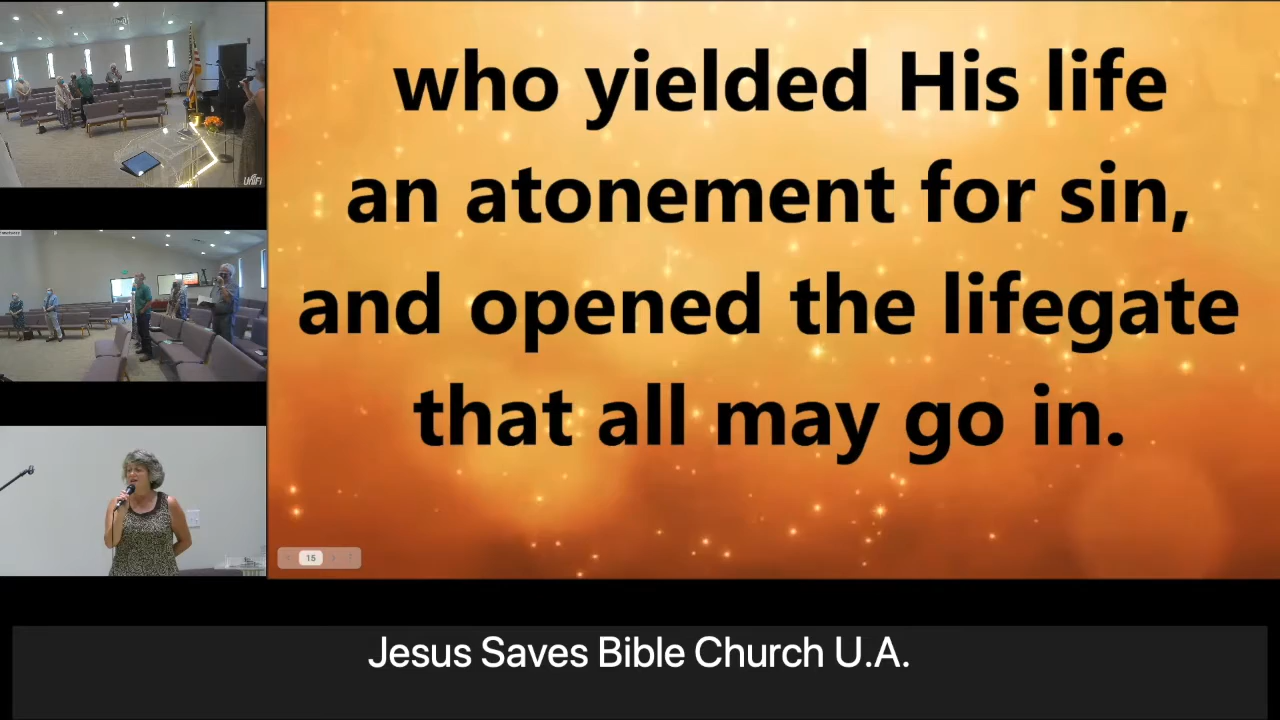 who yielded His life
an atonement for sin,
and opened the lifegate
that all may go in.
15
UniFi
Jesus Saves Bible Church U.A.